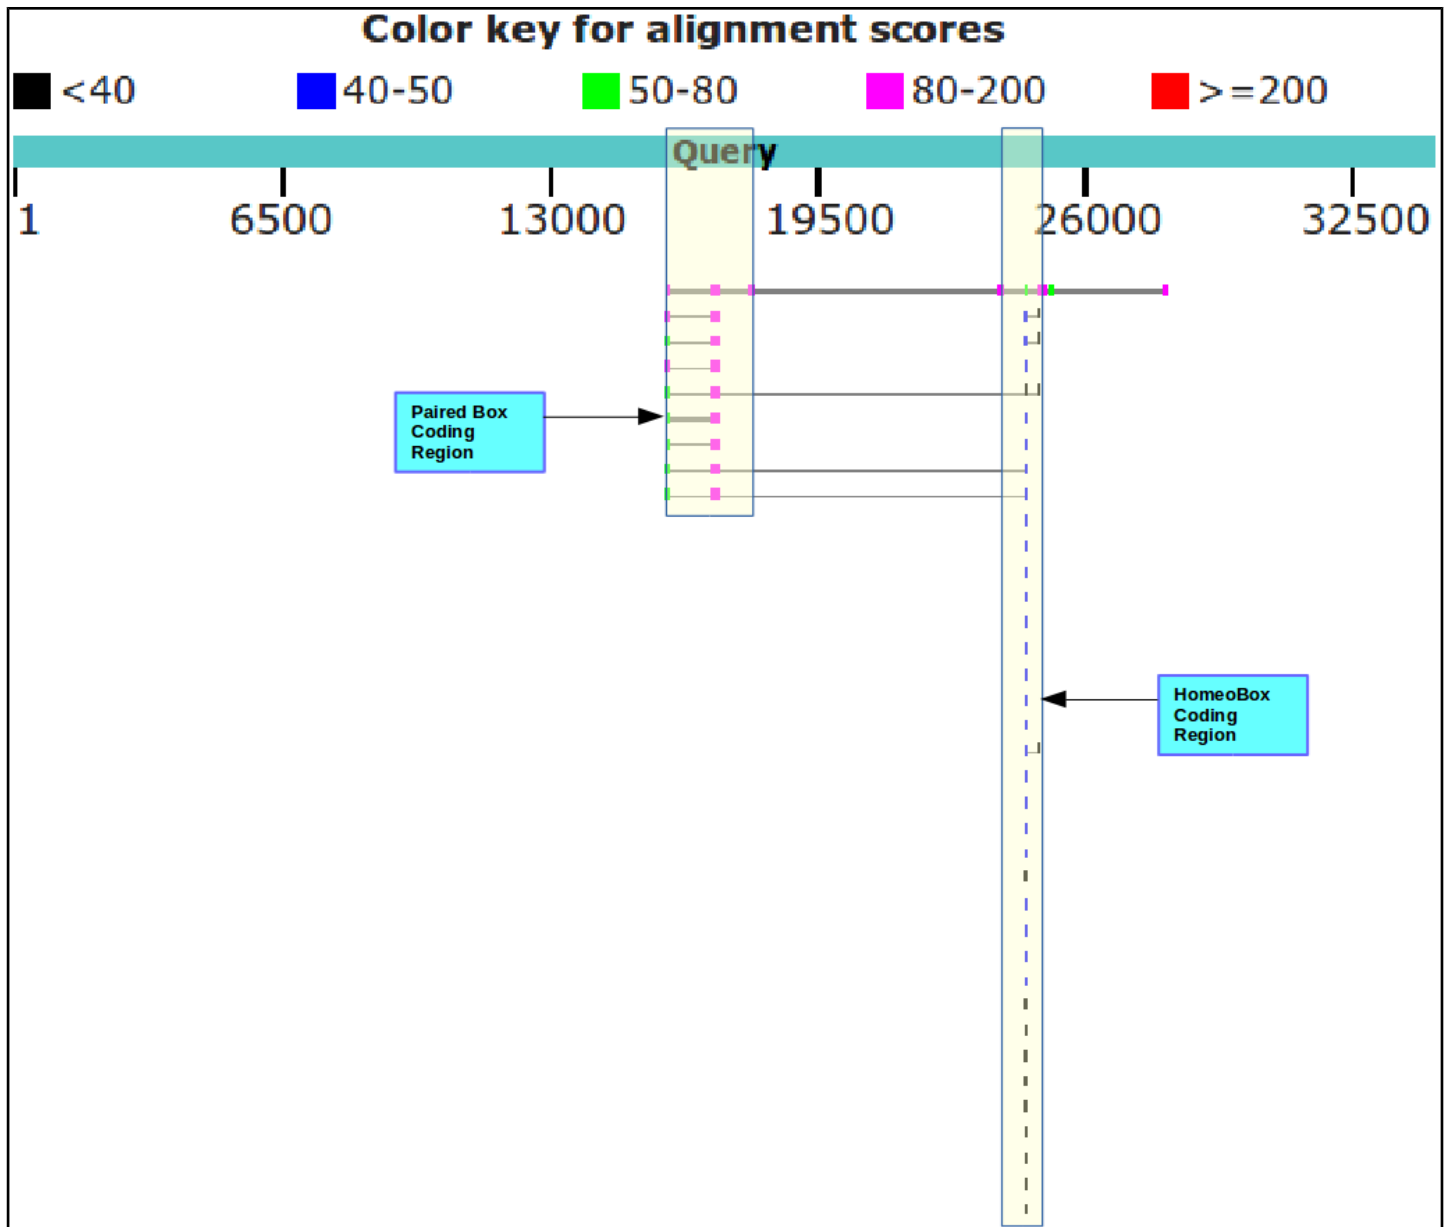 Color key for alignment scores
<40 40-50 50-80 80-200 >=200
Query
1 6500 13000 19500 26000 32500
Paired Box
Coding
Region
HomeoBox
Coding
Region